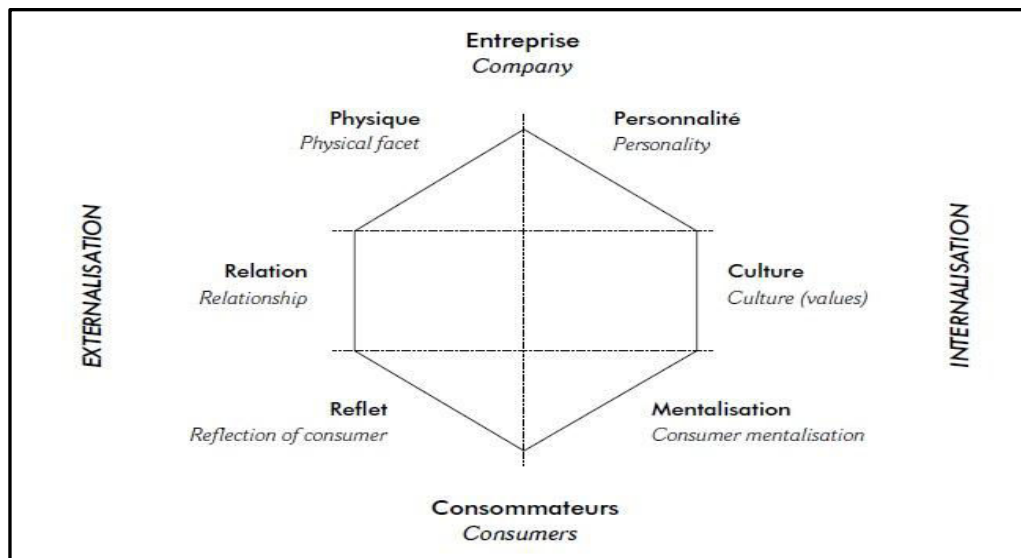 Entreprise
Company
Physique
Physical facet
Personnalité
Personality
EXTERNALISATION
INTERNALISATION
Relation
Relationship
Culture
Culture (values)
Reflet
Reflection of consumer
Mentalisation
Consumer mentalisation
Consommateurs
Consumers